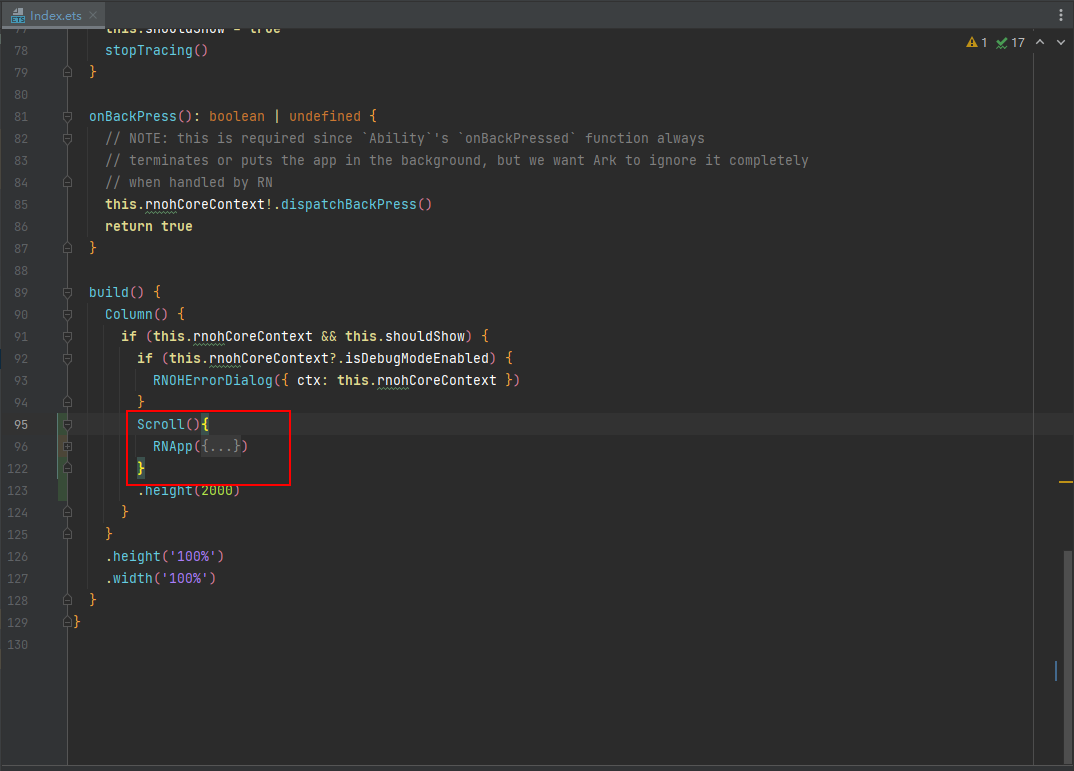 Index.ets
77 this.shouldShow = true
1 17
78 stopTracing()
79 }
80
81 onBackPress(): boolean | undefined {
82 // NOTE: this is required since `Ability`'s `onBackPressed` function always
83 // terminates or puts the app in the background, but we want Ark to ignore it completely
84 // when handled by RN
85 this.rnohCoreContext!.dispatchBackPress()
86 return true
87 }
88
89 build() {
90 Column() {
91 if (this.rnohCoreContext && this.shouldShow) {
92 if (this.rnohCoreContext?.isDebugModeEnabled) {
93 RNOHErrorDialog({ ctx: this.rnohCoreContext })
94 }
95 Scroll(){
96 RNApp({...})
122 }
123 .height(2000)
124 }
125 }
126 .height('100%')
127 .width('100%')
128 }
129 }
130